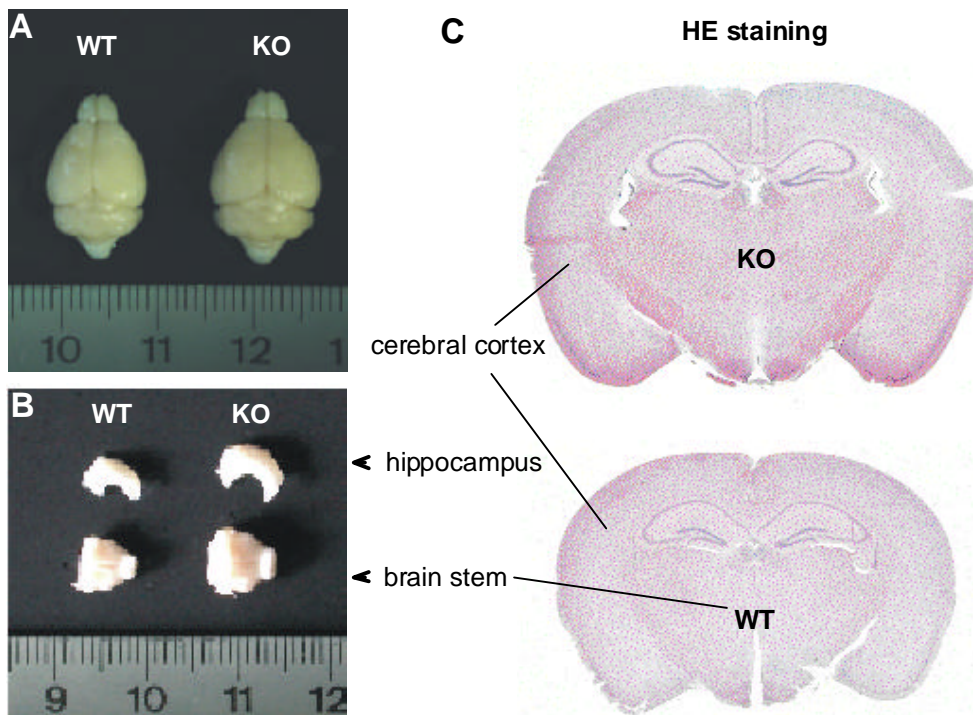 A
WT KO
10 11 12 1
B
WT KO
9 10 11 12
C HE staining
KO
cerebral cortex
hippocampus
brain stem
WT